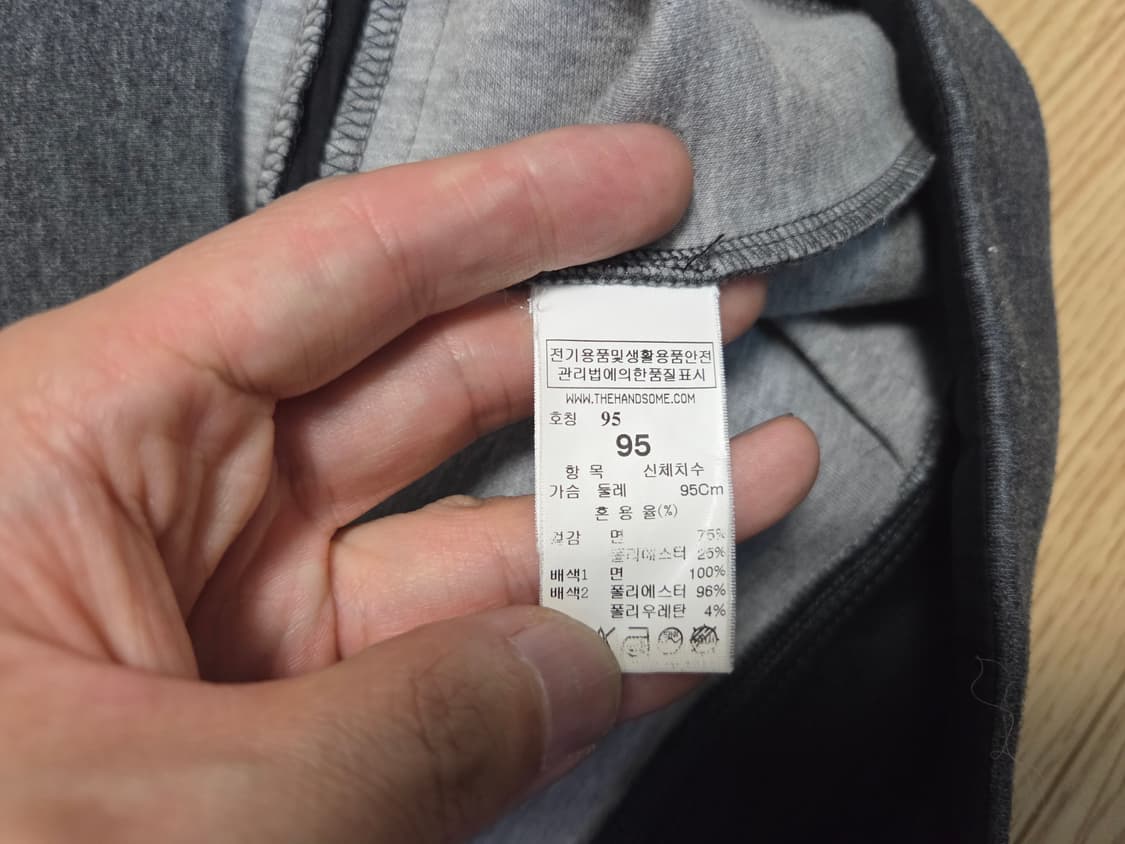 전기용품및생활용품안전
관리법에의한품질표시
WWW.THEHANDSOME.COM
호칭 95
95
항 목 신체치수
가슴 둘레 95Cm
혼 용 율(%)
겉감 면 75%
폴리에스터 25%
배색1 면 100%
배색2 폴리에스터 96%
폴리우레탄 4%